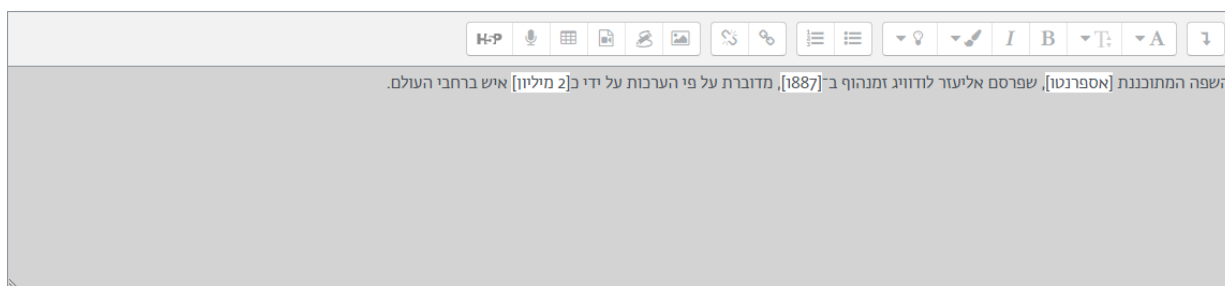 H5P I B T A
השפה המתוכננת [אספרנטו], שפרסם אליעזר לודוויג זמנהוף ב־[1887], מדוברת על פי הערכות על ידי כ[2 מיליון] איש ברחבי העולם.